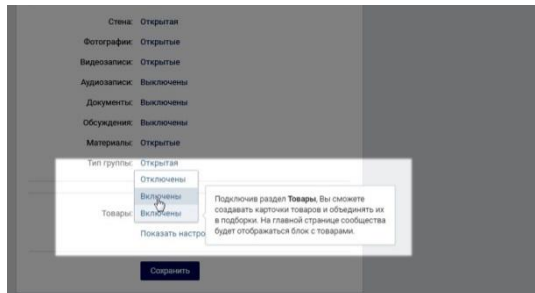 Стена: Открытая
Фотографии: Открытые
Видеозаписи: Открытые
Аудиозаписи: Выключены
Документы: Выключены
Обсуждения: Выключены
Материалы: Открытые
Тип группы: Открытая
Отключены
Включены
Товары: Включены
Показать настро
Подключив раздел Товары, Вы сможете
создавать карточки товаров и объединять их
в подборки. На главной странице сообщества
будет отображаться блок с товарами.
Сохранить